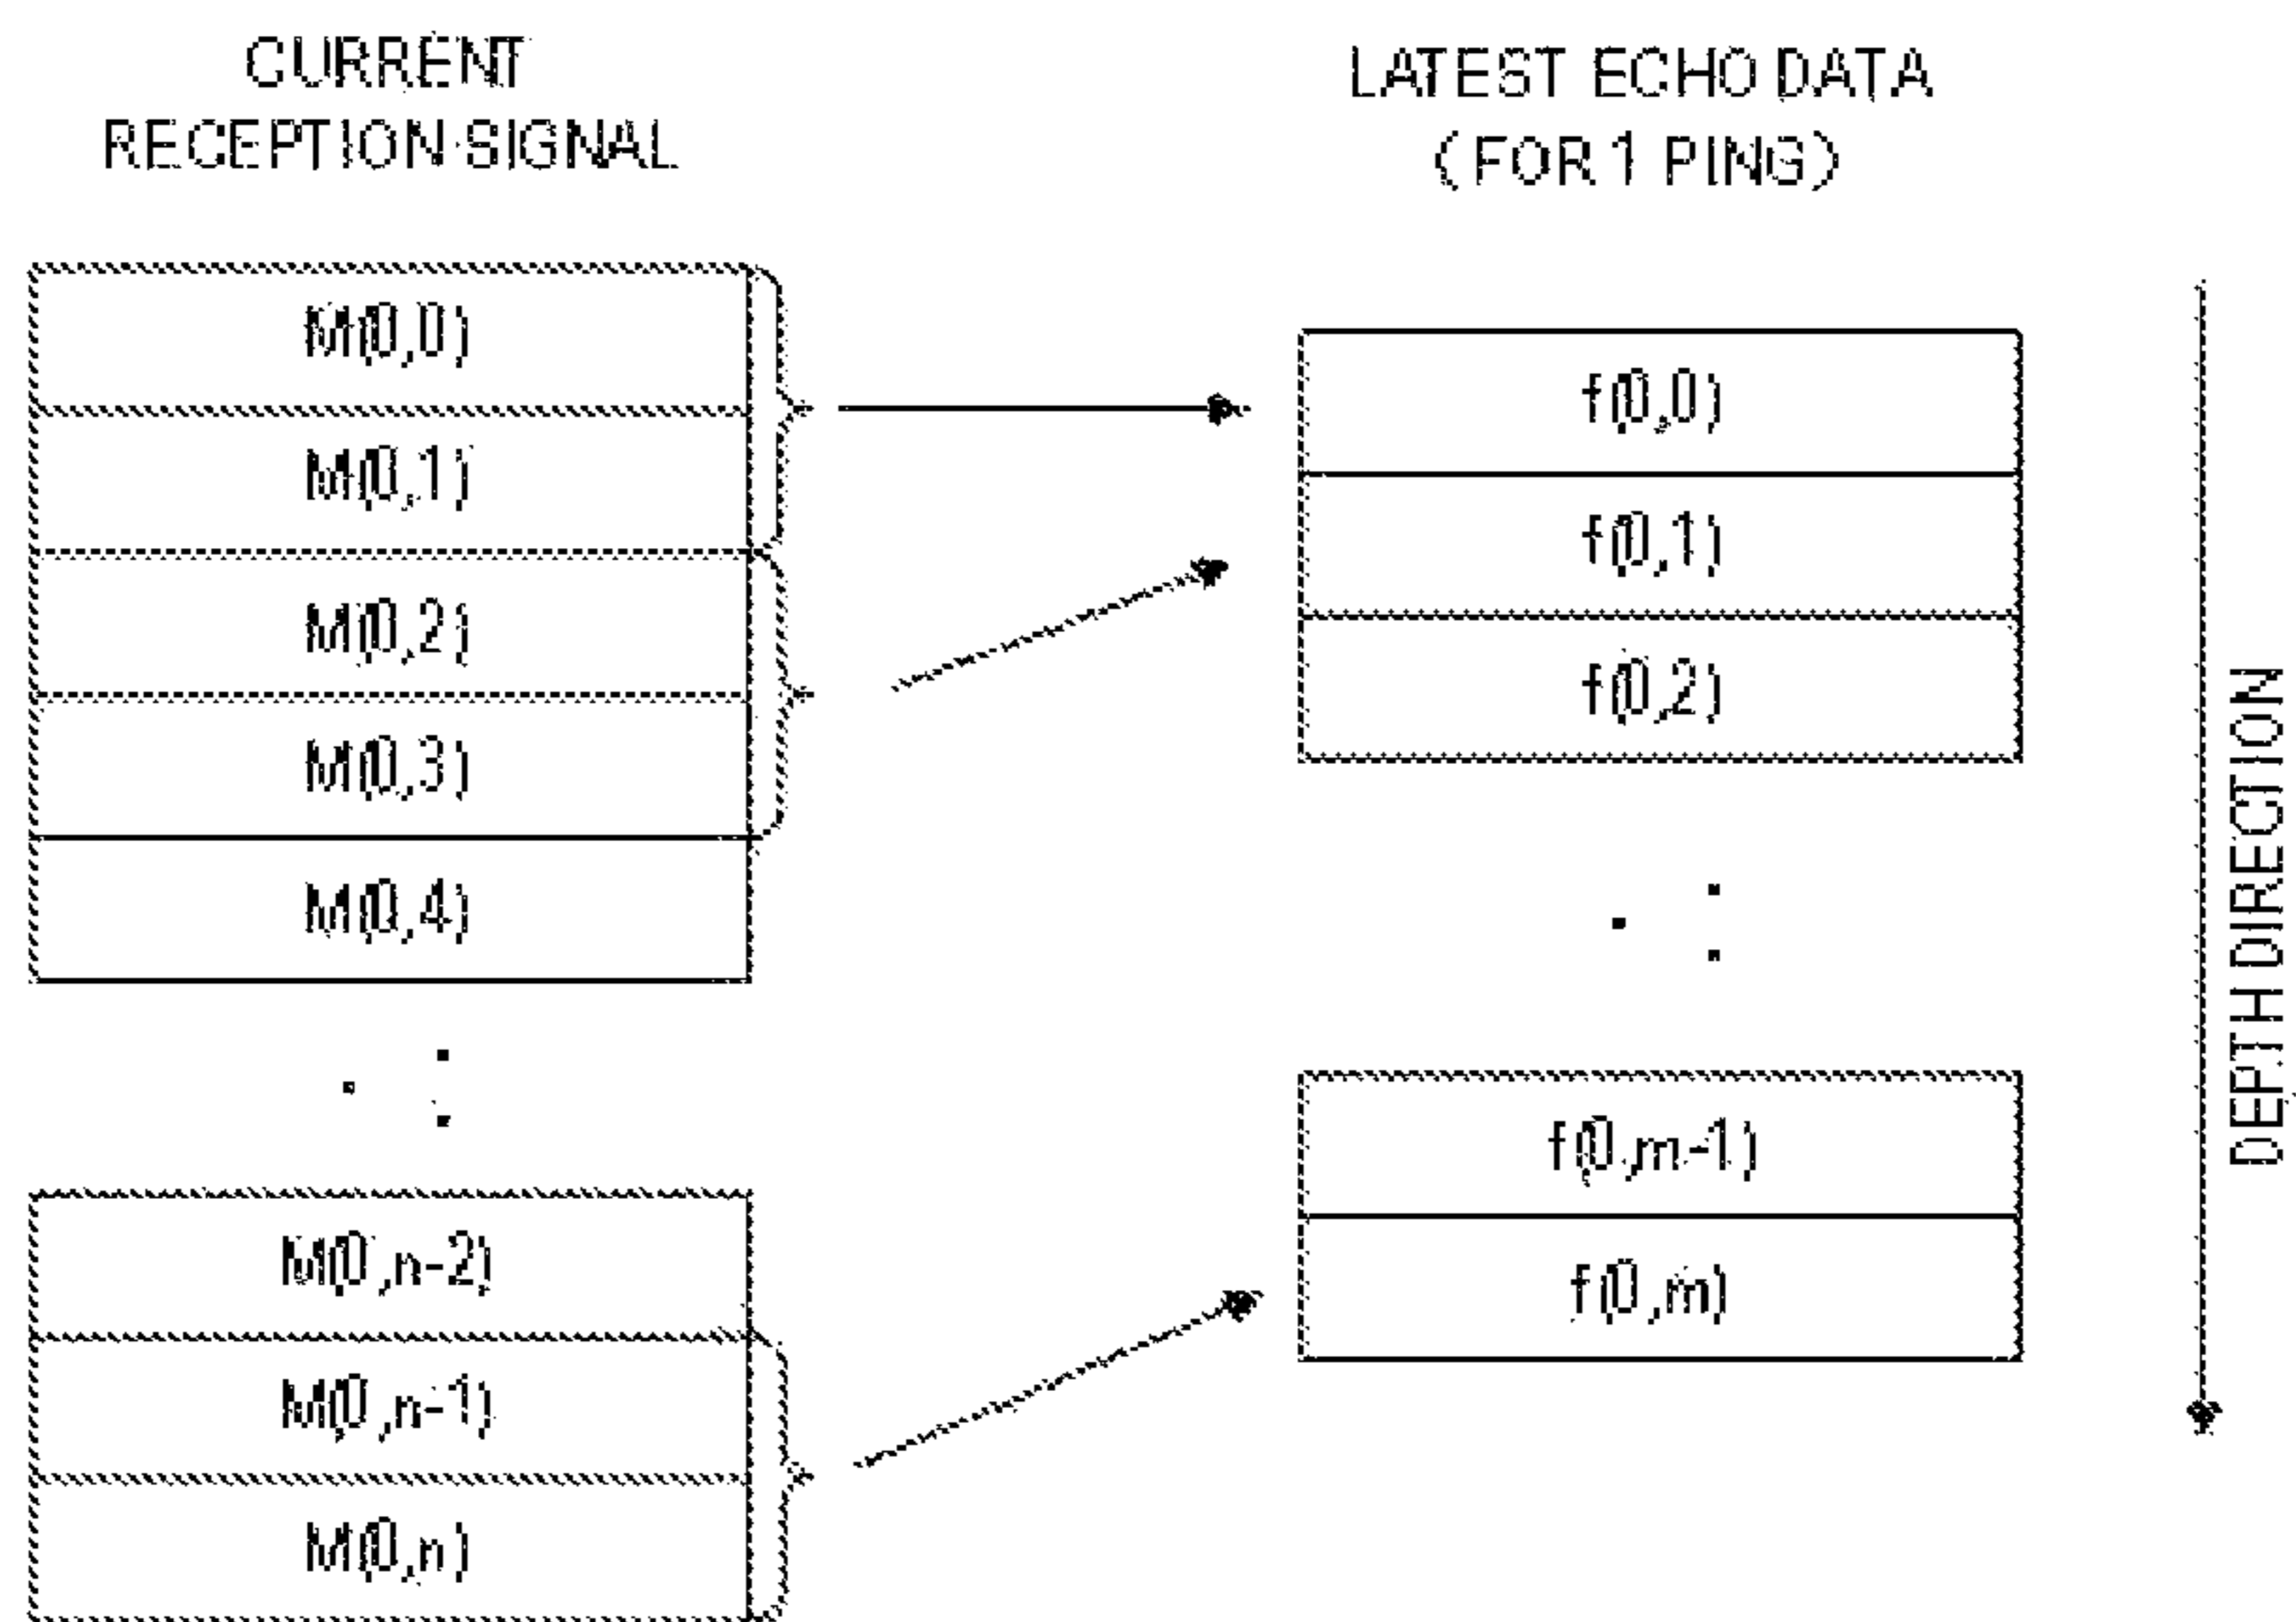 CURRENT
RECEPTION SIGNAL
M(0,0)
M(0,1)
M(0,2)
M(0,3)
M(0,4)
M(0,n-2)
M(0,n-1)
M(0,n)
LATEST ECHO DATA
(FOR 1 PING)
f(0,0)
f(0,1)
f(0,2)
f(0,m-1)
f(0,m)
DEPTH DIRECTION